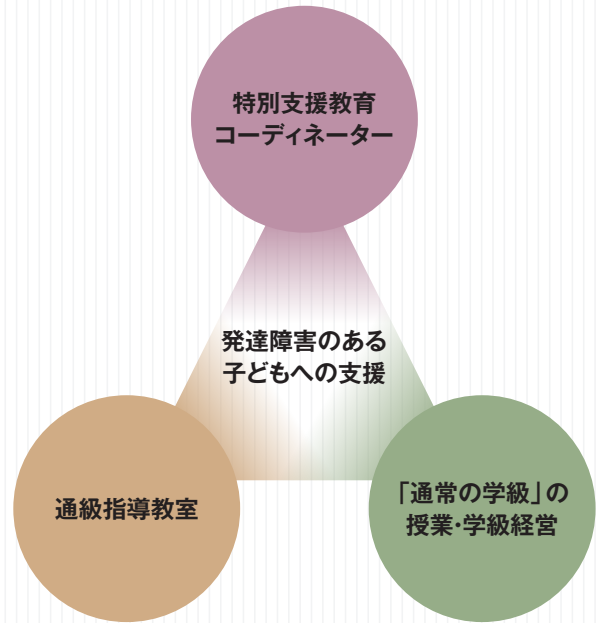 特別支援教育
コーディネーター
発達障害のある
子どもへの支援
通級指導教室
「通常の学級」の
授業・学級経営